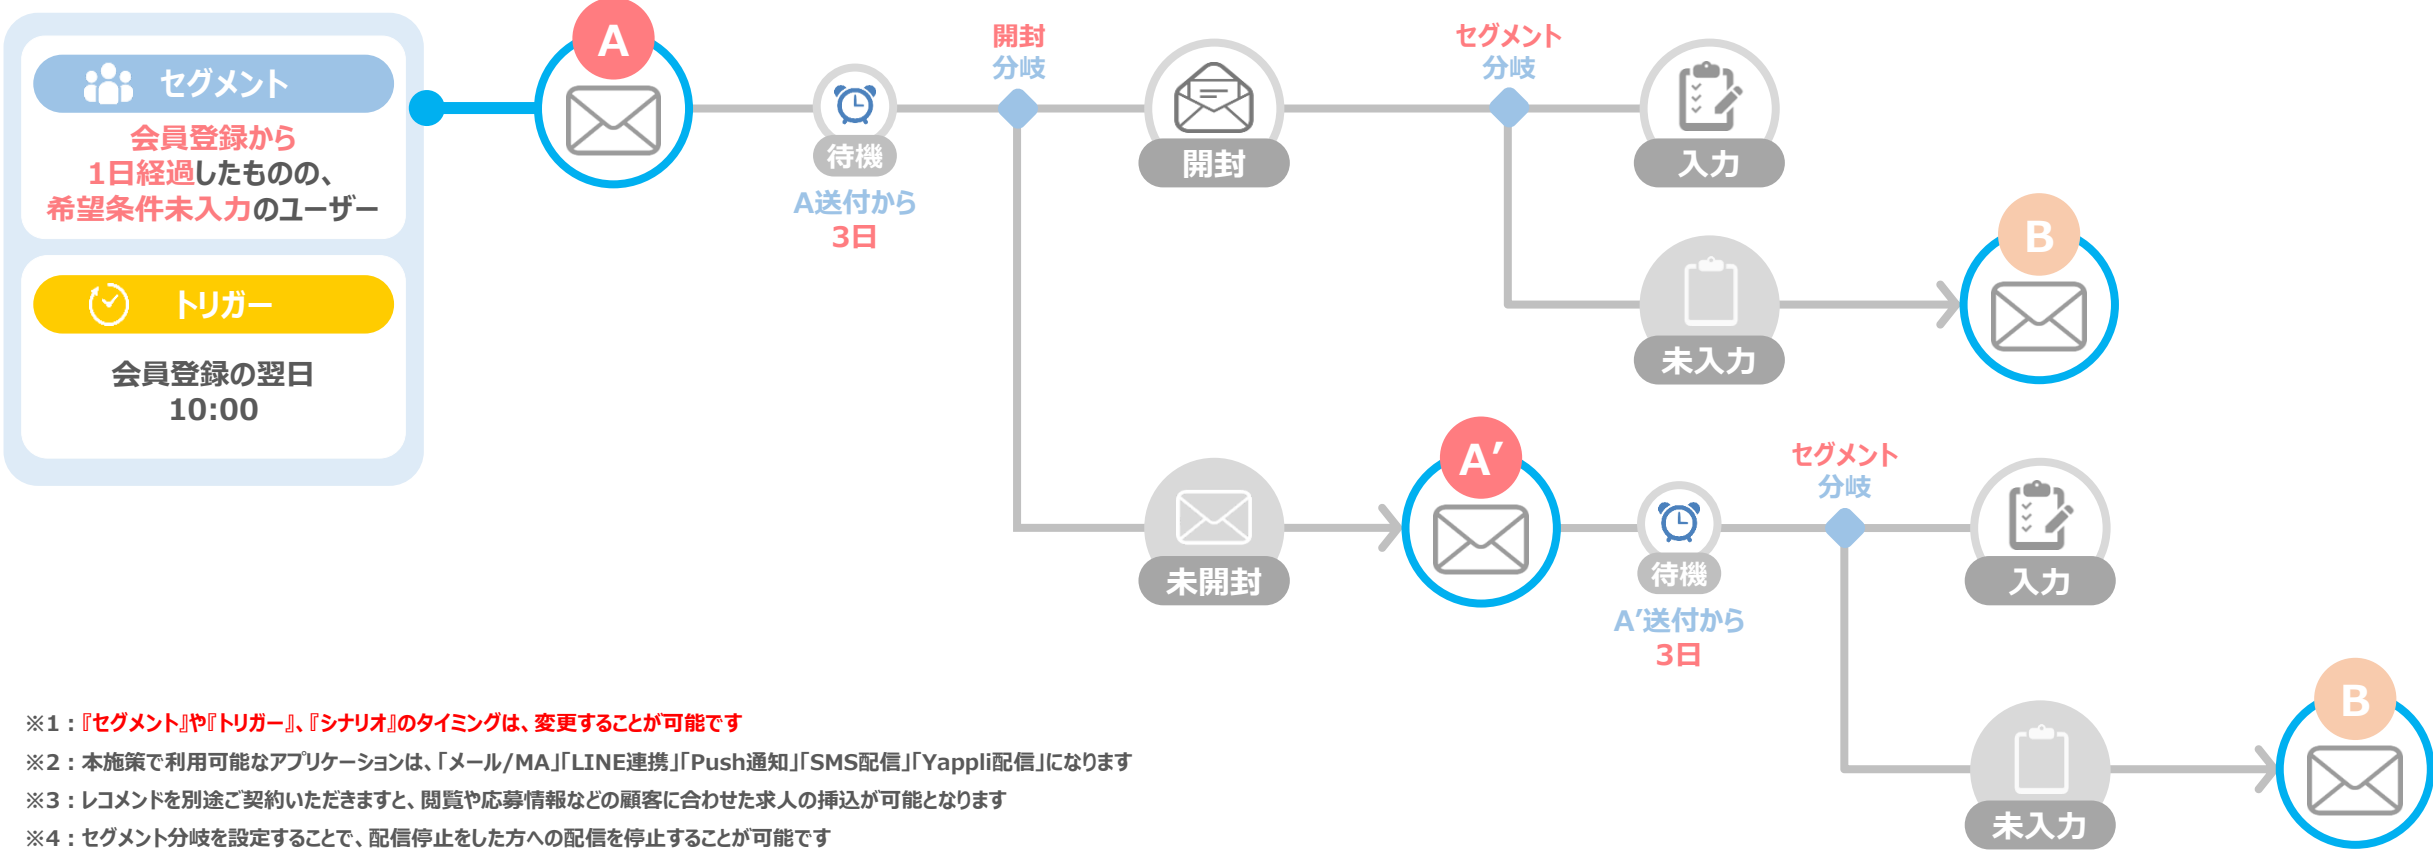 セグメント
会員登録から
1日経過したものの、
希望条件未入力のユーザー
トリガー
会員登録の翌日
10:00
A
待機
A送付から
3日
開封
分岐
開封
セグメント
分岐
入力
未入力
B
未開封
A′
待機
A′送付から
3日
セグメント
分岐
入力
未入力
B
※1：『セグメント』や『トリガー』、『シナリオ』のタイミングは、変更することが可能です
※2：本施策で利用可能なアプリケーションは、「メール/MA」「LINE連携」「Push通知」「SMS配信」「Yappli配信」になります
※3：レコメンドを別途ご契約いただきますと、閲覧や応募情報などの顧客に合わせた求人の挿込が可能となります
※4：セグメント分岐を設定することで、配信停止をした方への配信を停止することが可能です